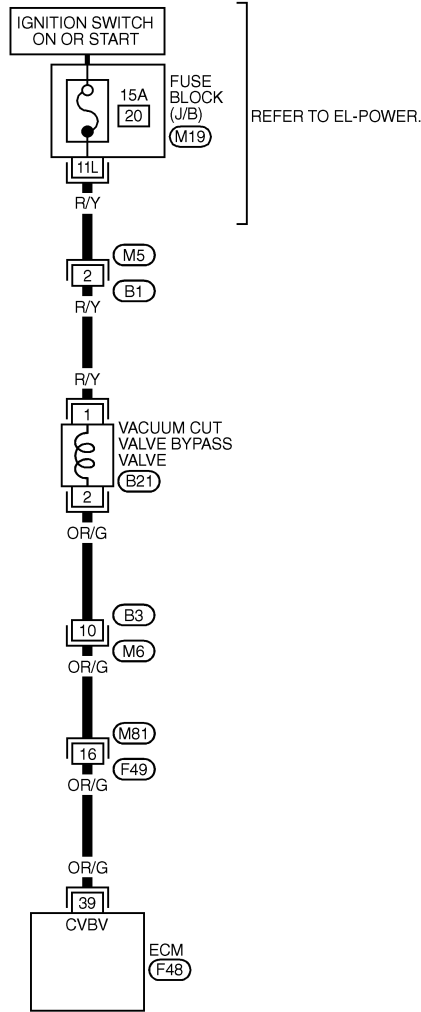 IGNITION SWITCH
ON OR START
FUSE
BLOCK
(J/B)
M19
15A
20
REFER TO EL-POWER.
11L
R/Y
M5
2
B1
R/Y
R/Y
1
VACUUM CUT
VALVE BYPASS
VALVE
B21
2
OR/G
B3
10
M6
OR/G
M81
16
F49
OR/G
OR/G
39
CVBV
ECM
F48